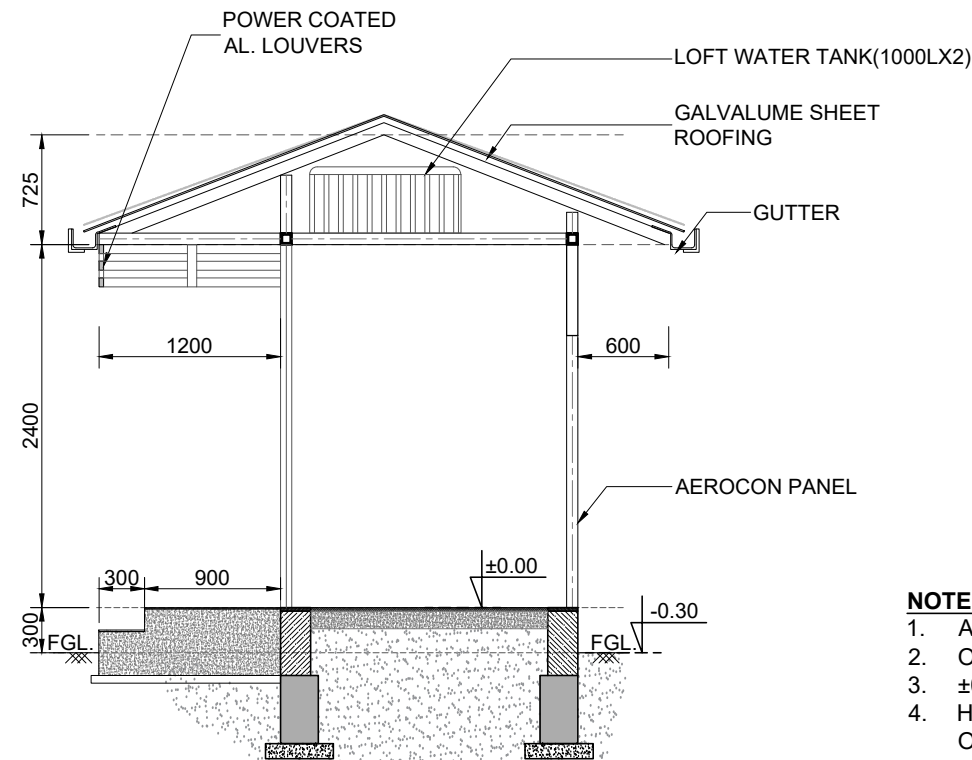 POWER COATED
AL. LOUVERS
LOFT WATER TANK(1000LX2)
GALVALUME SHEET
ROOFING
GUTTER
725
2400
1200
600
AEROCON PANEL
±0.00
300
900
-0.30
300
FGL.
FGL.
NOTE
1. A
2. C
3. ±
4. H
C